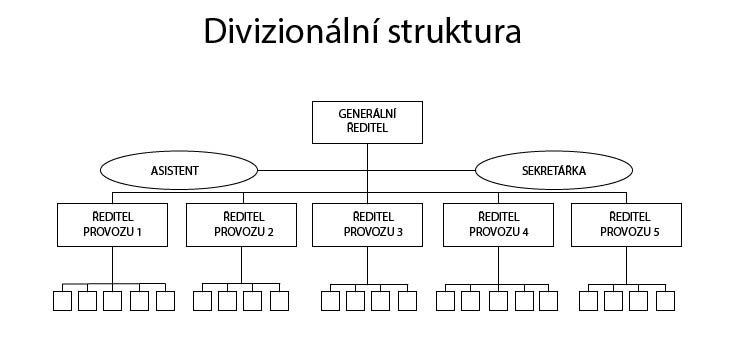 Divizionální struktura
GENERÁLNÍ
ŘEDITEL
ASISTENT
SEKRETÁŘKA
ŘEDITEL
PROVOZU 1
ŘEDITEL
PROVOZU 2
ŘEDITEL
PROVOZU 3
ŘEDITEL
PROVOZU 4
ŘEDITEL
PROVOZU 5